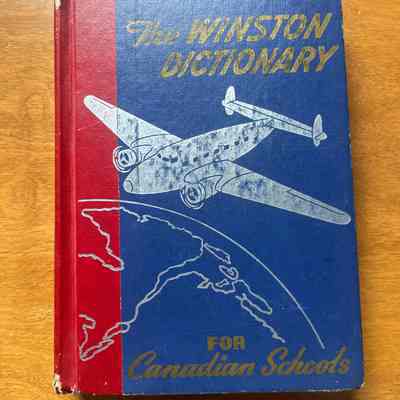 The WINSTON
DICTIONARY
FOR
Canadian Schools